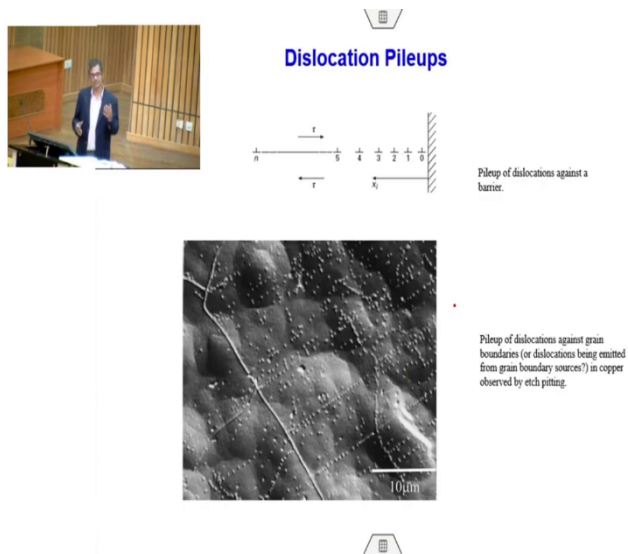 Dislocation Pileups
τ
n 5 4 3 2 1 0
τ xi
Pileup of dislocations against a
barrier.
Pileup of dislocations against grain
boundaries (or dislocations being emitted
from grain boundary sources?) in copper
observed by etch pitting.
10μm